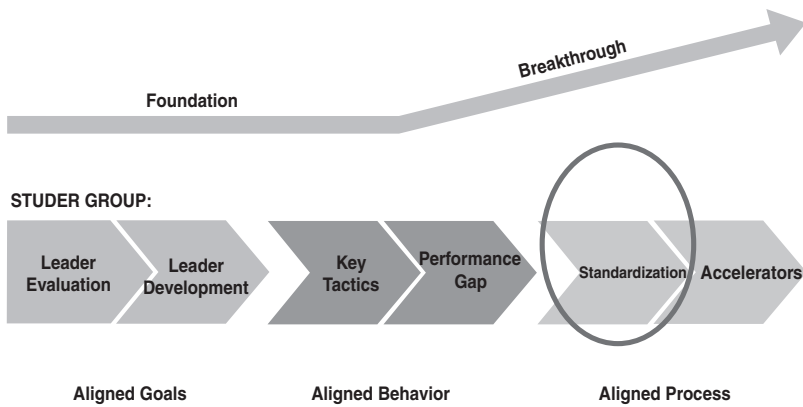 Breakthrough
Foundation
STUDER GROUP:
Leader
Evaluation
Leader
Development
Key
Tactics
Performance
Gap
Standardization
Accelerators
Aligned Goals
Aligned Behavior
Aligned Process